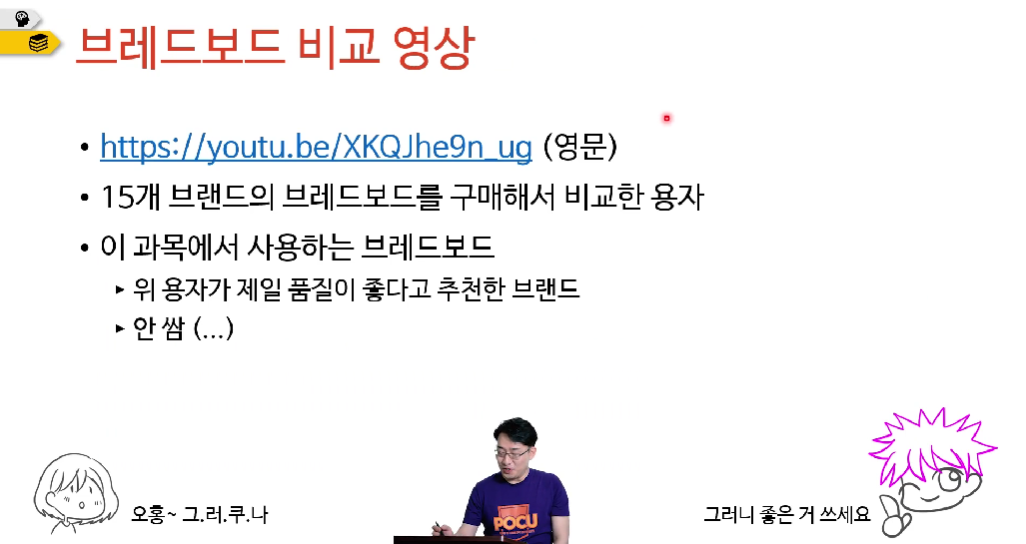 브레드보드 비교 영상
• https://youtu.be/XKQJhe9n_ug (영문)
• 15개 브랜드의 브레드보드를 구매해서 비교한 용자
• 이 과목에서 사용하는 브레드보드
▸ 위 용자가 제일 품질이 좋다고 추천한 브랜드
▸ 안 쌈 (...)
POCU
오홍~ 그.러.쿠.나
그러니 좋은 거 쓰세요